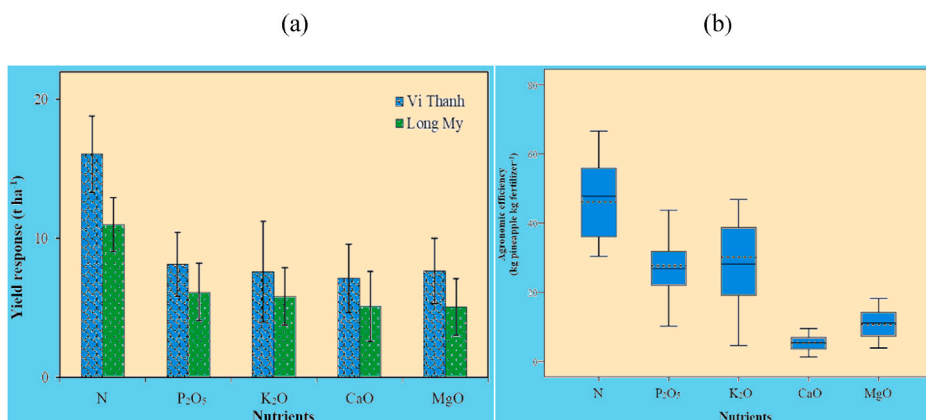 (a)
(b)
Yield response (t ha⁻¹)
20
10
0
Vi Thanh
Long My
N P₂O₅ K₂O CaO MgO
Nutrients
Agronomic efficiency
(kg pineapple kg fertilizer⁻¹)
80
60
40
20
0
N P₂O₅ K₂O CaO MgO
Nutrients